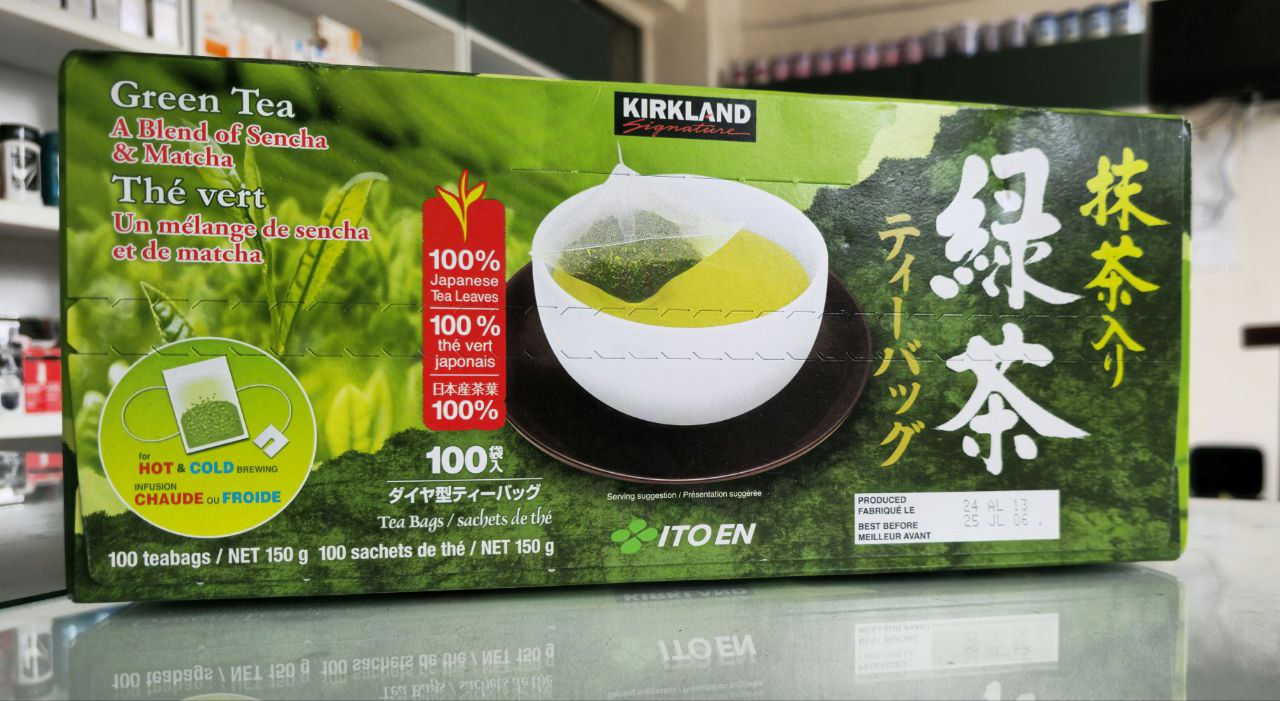 Green Tea
A Blend of Sencha
& Matcha
Thé vert
Un mélange de sencha
et de matcha
KIRKLAND
Signature
100%
Japanese
Tea Leaves
100 %
thé vert
japonais
日本産茶葉
100%
抹茶入り
緑茶
ティーバッグ
for
HOT & COLD BREWING
INFUSION
CHAUDE OU FROIDE
100袋入
ダイヤ型ティーバッグ
Tea Bags / sachets de thé
100 teabags / NET 150 g 100 sachets de thé / NET 150 g
Serving suggestion / Présentation suggérée
ITO EN
PRODUCED
FABRIQUÉ LE
24 AL 13
BEST BEFORE
MEILLEUR AVANT
25 JL 06 .